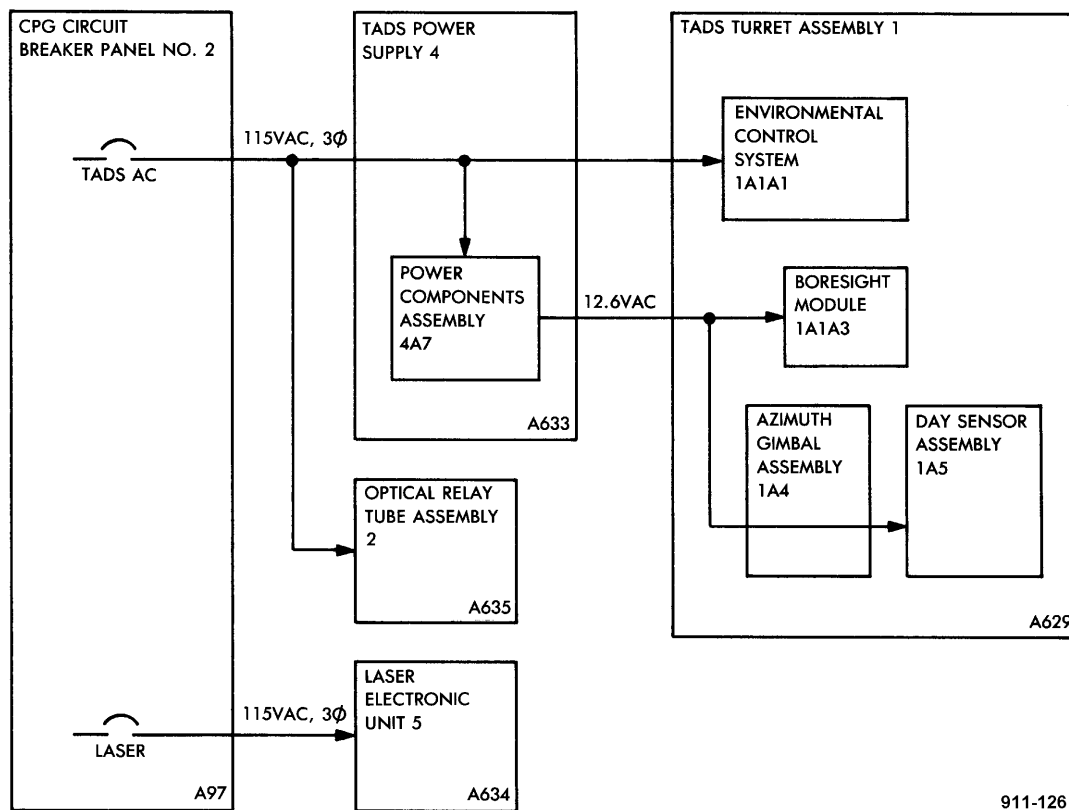 CPG CIRCUIT
BREAKER PANEL NO. 2
TADS AC
LASER
A97
115VAC, 3Ø
115VAC, 3Ø
TADS POWER
SUPPLY 4
POWER
COMPONENTS
ASSEMBLY
4A7
A633
12.6VAC
OPTICAL RELAY
TUBE ASSEMBLY
2
A635
LASER
ELECTRONIC
UNIT 5
A634
TADS TURRET ASSEMBLY 1
ENVIRONMENTAL
CONTROL
SYSTEM
1A1A1
BORESIGHT
MODULE
1A1A3
AZIMUTH
GIMBAL
ASSEMBLY
1A4
DAY SENSOR
ASSEMBLY
1A5
A629
911-126